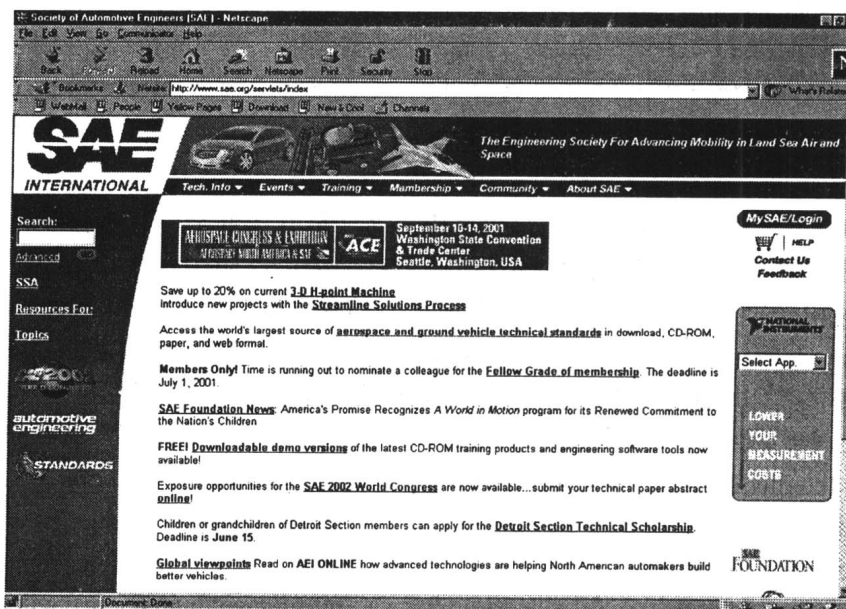 Society of Automotive Engineers (SAE) - Netscape
File Edit View Go Communicator Help
Back Reload Home Search Netscape Print Security Stop
Bookmarks http://www.sae.org/servlets/index What's Related
WebMail People Yellow Pages Download New & Cool Channels
SAE
INTERNATIONAL
The Engineering Society For Advancing Mobility in Land Sea Air and
Space
Tech. Info Events Training Membership Community About SAE
Search:
Advanced
SSA
Resources For:
Topics
automotive
engineering
STANDARDS
AEROSPACE CONGRESS & EXHIBITION
AEROSPACE NORTH AMERICA & SAE
ACE
September 10-14, 2001
Washington State Convention
& Trade Center
Seattle, Washington, USA
Save up to 20% on current 3-D H-point Machine
Introduce new projects with the Streamline Solutions Process
Access the world's largest source of aerospace and ground vehicle technical standards in download, CD-ROM,
paper, and web format.
Members Only! Time is running out to nominate a colleague for the Fellow Grade of membership. The deadline is
July 1, 2001.
SAE Foundation News: America's Promise Recognizes A World in Motion program for its Renewed Commitment to
the Nation's Children
FREE! Downloadable demo versions of the latest CD-ROM training products and engineering software tools now
available!
Exposure opportunities for the SAE 2002 World Congress are now available...submit your technical paper abstract
online!
Children or grandchildren of Detroit Section members can apply for the Detroit Section Technical Scholarship.
Deadline is June 15.
Global viewpoints Read on AEI ONLINE how advanced technologies are helping North American automakers build
better vehicles.
MySAE/Login
HELP
Contact Us
Feedback
NATIONAL
INSTRUMENTS
Select App.
LOWER
YOUR
MEASUREMENT
COSTS
SAE
FOUNDATION
Document: Done